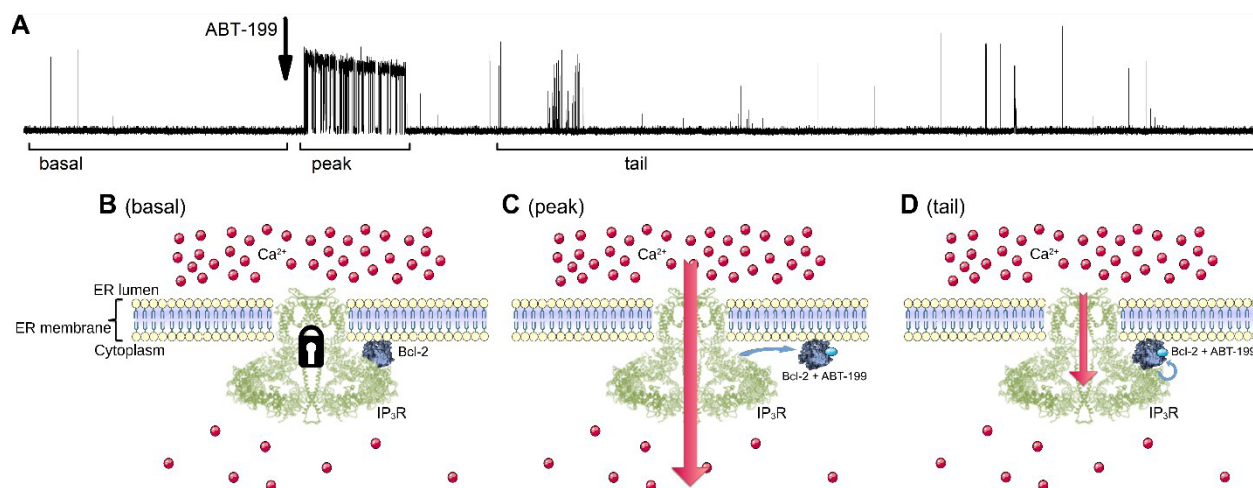 A
ABT-199
basal
peak
tail
B (basal)
Ca²⁺
ER lumen
ER membrane
Cytoplasm
Bcl-2
IP₃R
C (peak)
Ca²⁺
Bcl-2 + ABT-199
IP₃R
D (tail)
Ca²⁺
Bcl-2 + ABT-199
IP₃R